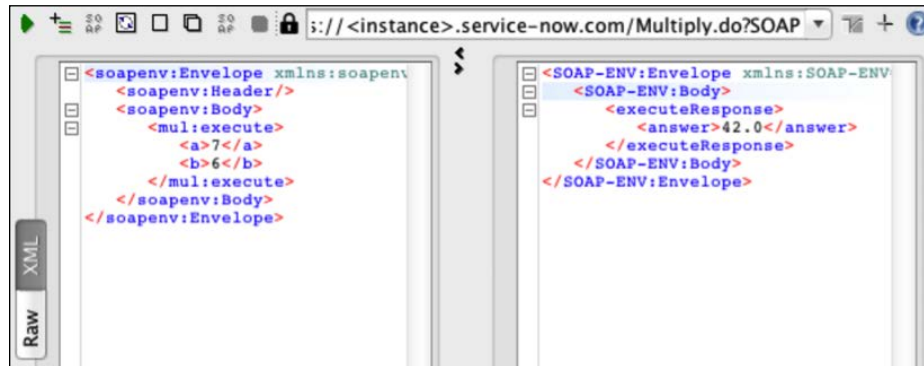 s://<instance>.service-now.com/Multiply.do?SOAP
<soapenv:Envelope xmlns:soapenv
<soapenv:Header/>
<soapenv:Body>
<mul:execute>
<a>7</a>
<b>6</b>
</mul:execute>
</soapenv:Body>
</soapenv:Envelope>
XML
Raw
<SOAP-ENV:Envelope xmlns:SOAP-ENV
<SOAP-ENV:Body>
<executeResponse>
<answer>42.0</answer>
</executeResponse>
</SOAP-ENV:Body>
</SOAP-ENV:Envelope>